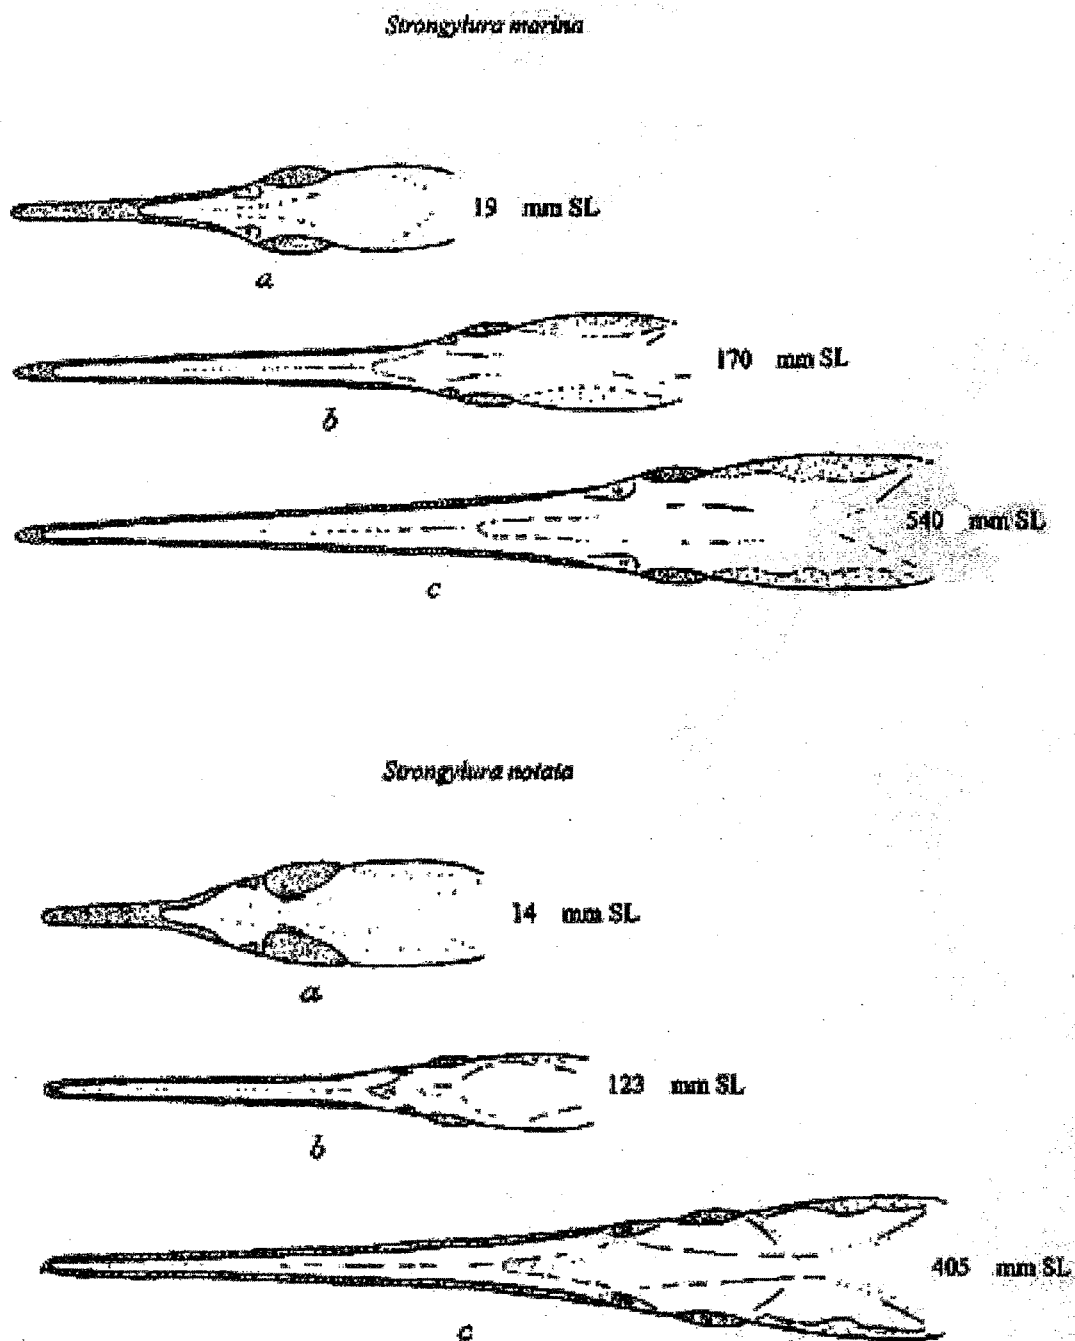 Strongylura marina
19 mm SL
a
170 mm SL
b
540 mm SL
c
Strongylura notata
14 mm SL
a
123 mm SL
b
405 mm SL
c